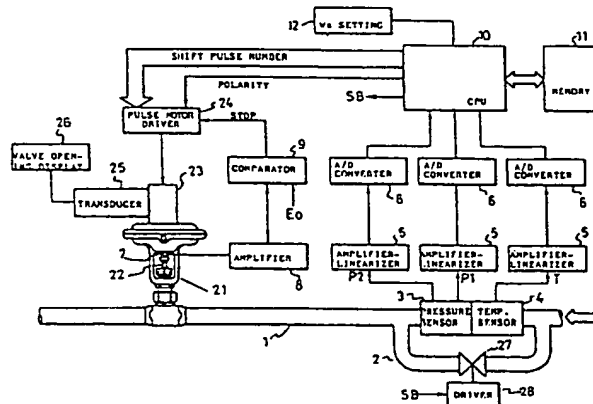 12
Vs SETTING
10
11
SHIFT PULSE NUMBER
POLARITY
SB
CPU
MEMORY
24
PULSE MOTOR
DRIVER
STOP
26
VALVE OPEN-
ING DISPLAY
25
23
TRANSDUCER
9
COMPARATOR
Eo
A/D
CONVERTER
6
A/D
CONVERTER
6
A/D
CONVERTER
6
2
22
21
AMPLIFIER
8
5
AMPLIFIER-
LINEARIZER
P2
5
AMPLIFIER-
LINEARIZER
P1
5
AMPLIFIER-
LINEARIZER
T
3
PRESSURE
SENSOR
TEMP.
SENSOR
4
1
2
27
SB
DRIVER
28